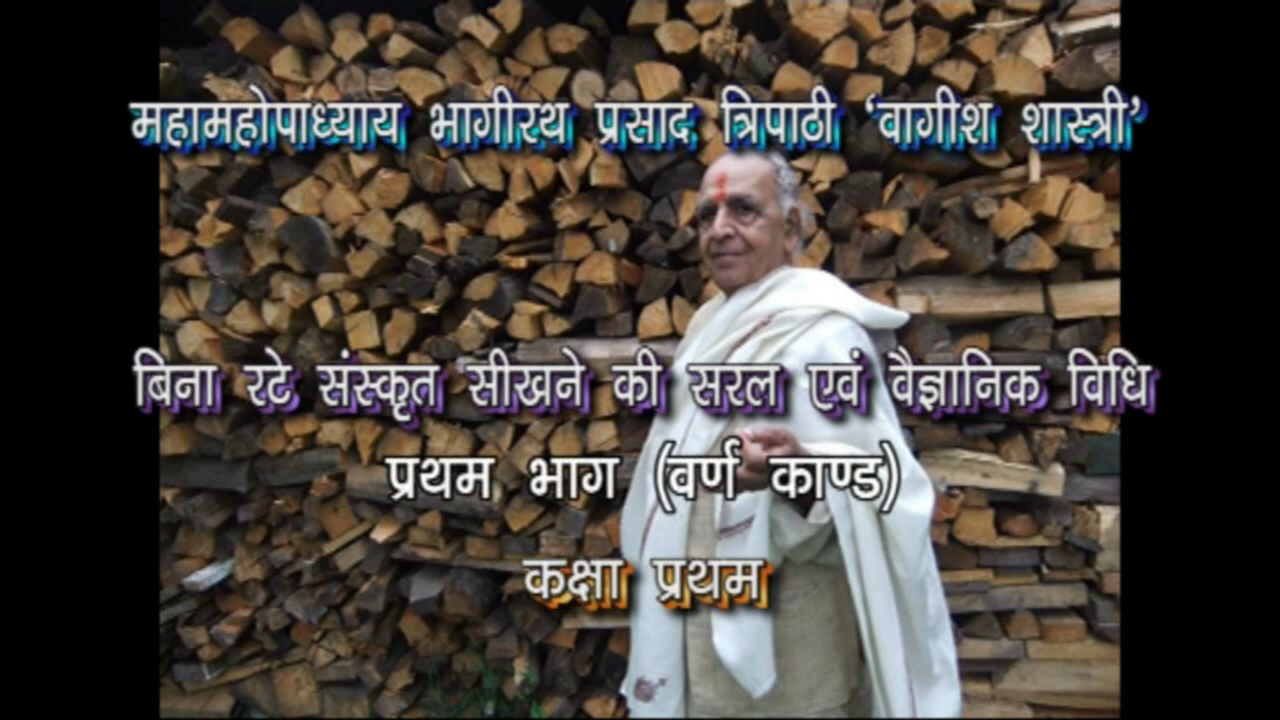 महामहोपाध्याय भागीरथ प्रसाद त्रिपाठी ‘वागीश शास्त्री’
बिना रटे संस्कृत सीखने की सरल एवं वैज्ञानिक विधि
प्रथम भाग (वर्ण काण्ड)
कक्षा प्रथम